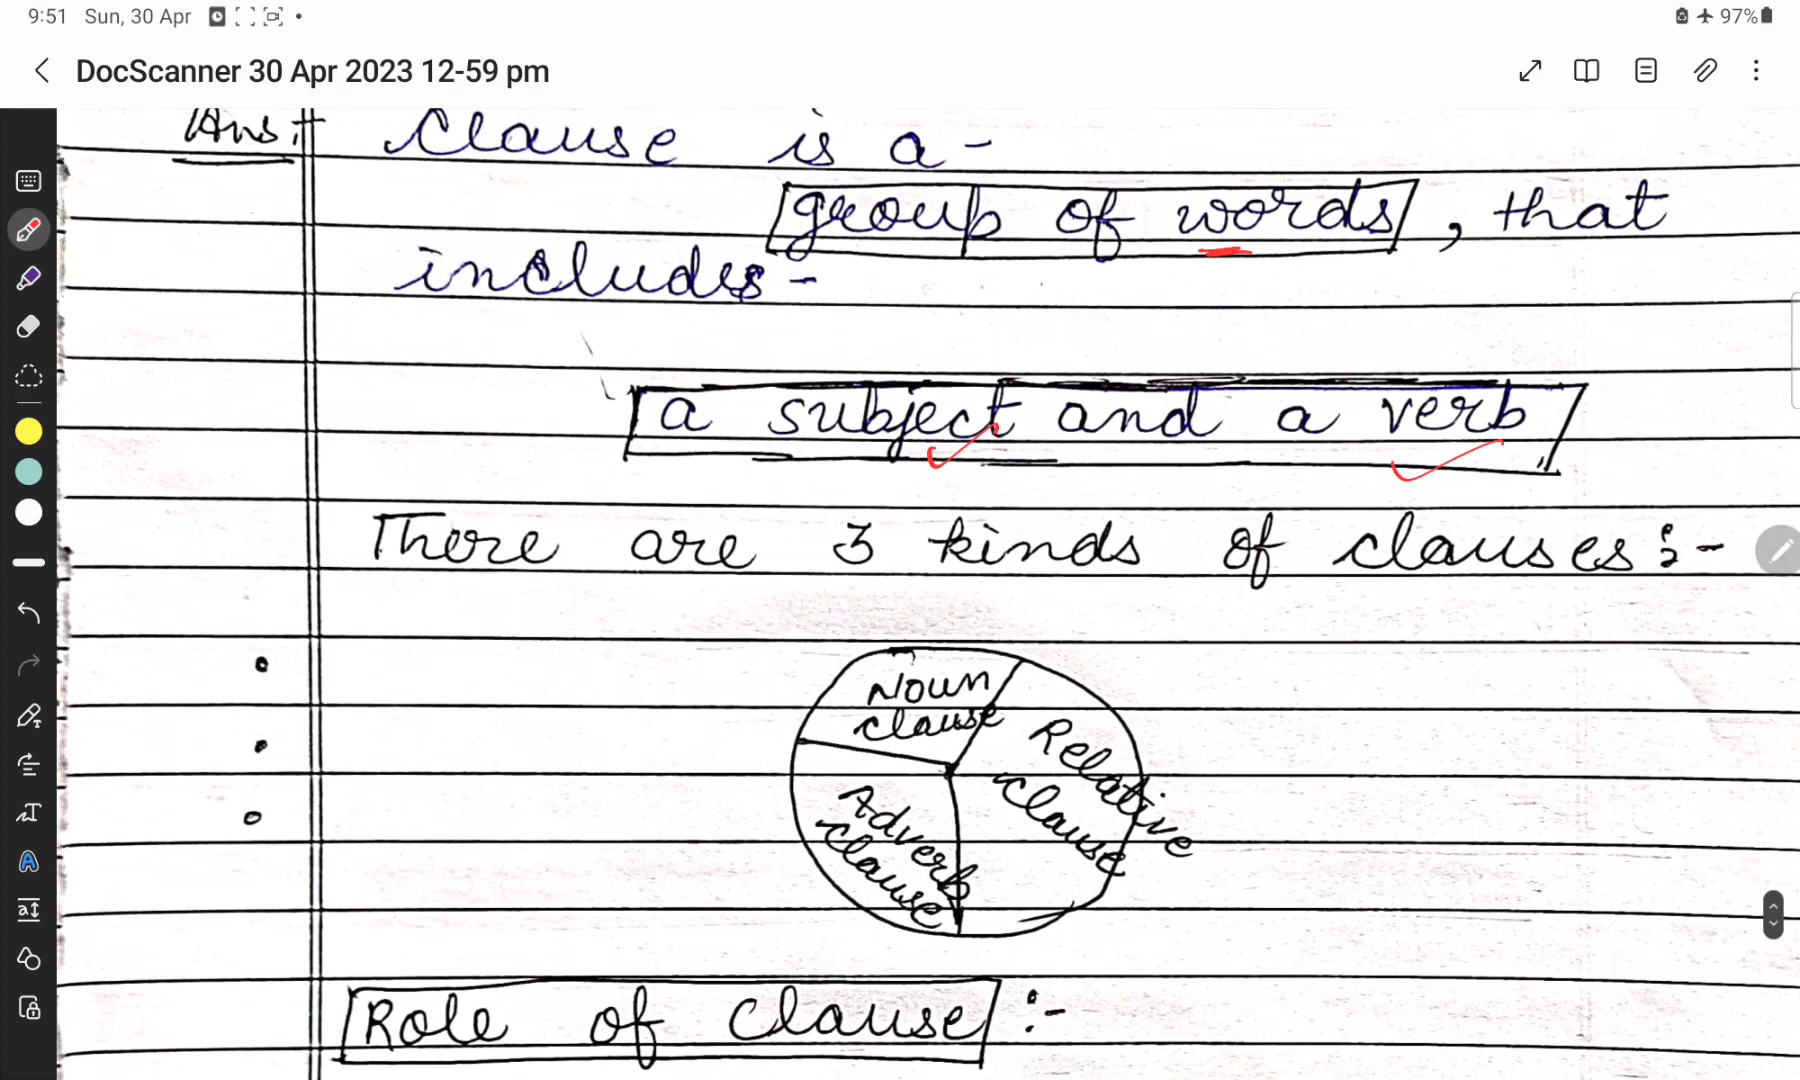 9:51 Sun, 30 Apr 97%
DocScanner 30 Apr 2023 12-59 pm
Ans:+ Clause is a -
group of words, that
includes -
a subject and a verb
There are 3 kinds of clauses :-
Noun
clause
Relative
clause
Adverb
clause
Role of Clause :-